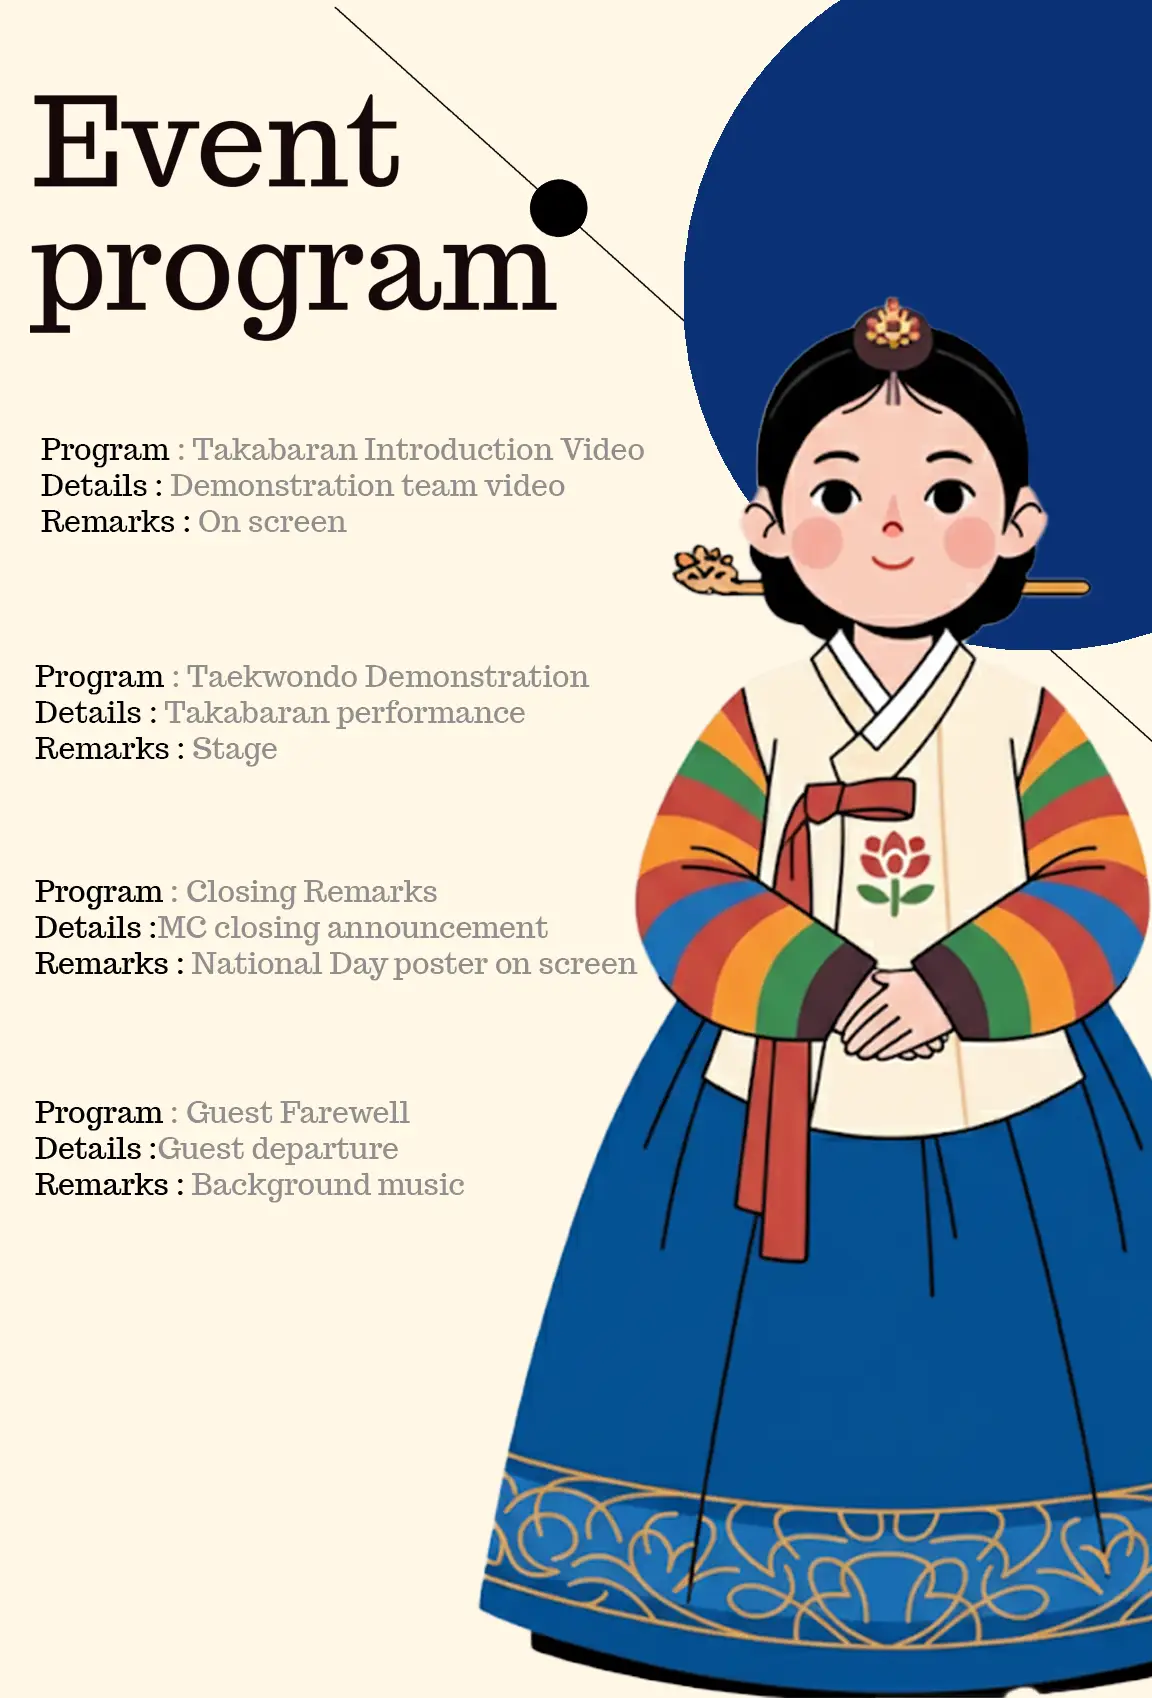 Event
program
Program : Takabaran Introduction Video
Details : Demonstration team video
Remarks : On screen
Program : Taekwondo Demonstration
Details : Takabaran performance
Remarks : Stage
Program : Closing Remarks
Details :MC closing announcement
Remarks : National Day poster on screen
Program : Guest Farewell
Details :Guest departure
Remarks : Background music